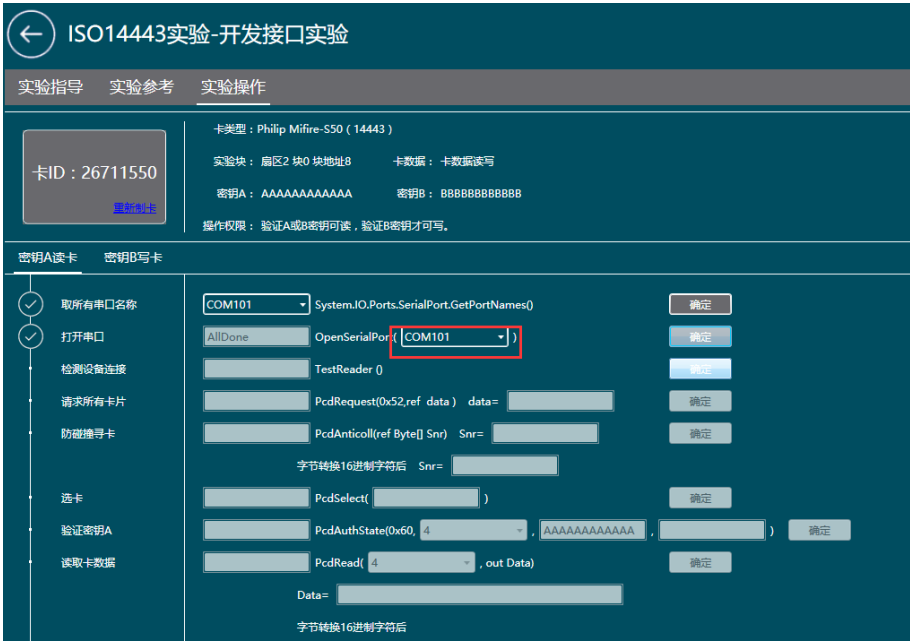 ISO14443实验-开发接口实验
实验指导 实验参考 实验操作
卡类型：Philip Mifire-S50 ( 14443 )
卡ID：26711550
实验块： 扇区2 块0 块地址8 卡数据： 卡数据读写
密钥A： AAAAAAAAAAAA 密钥B： BBBBBBBBBBBB
重新制卡
操作权限： 验证A或B密钥可读，验证B密钥才可写。
密钥A读卡 密钥B写卡
取所有串口名称 COM101 System.IO.Ports.SerialPort.GetPortNames() 确定
打开串口 AllDone OpenSerialPort( COM101 ) 确定
检测设备连接 TestReader () 确定
请求所有卡片 PcdRequest(0x52,ref data ) data= 确定
防碰撞寻卡 PcdAnticoll(ref Byte[] Snr) Snr= 确定
字节转换16进制字符后 Snr=
选卡 PcdSelect( ) 确定
验证密钥A PcdAuthState(0x60, 4 , AAAAAAAAAAAA , ) 确定
读取卡数据 PcdRead( 4 , out Data) 确定
Data=
字节转换16进制字符后